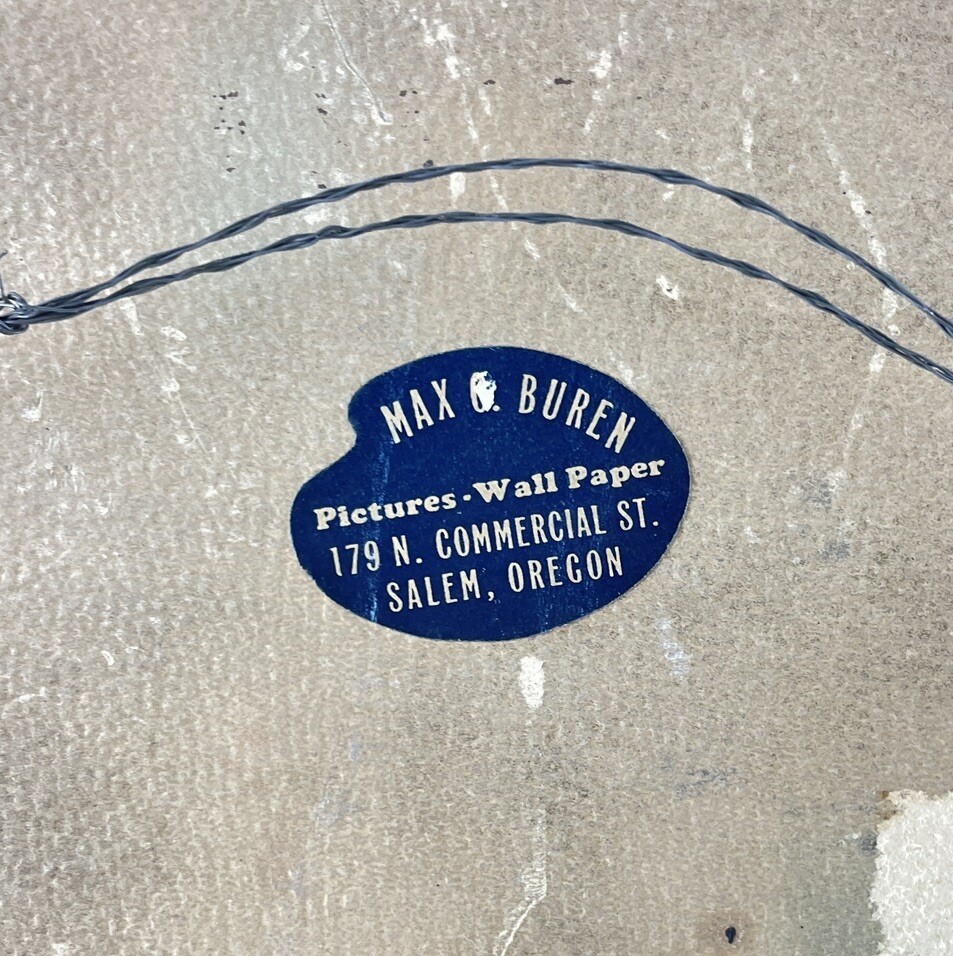 MAX O. BUREN
Pictures - Wall Paper
179 N. COMMERCIAL ST.
SALEM, OREGON